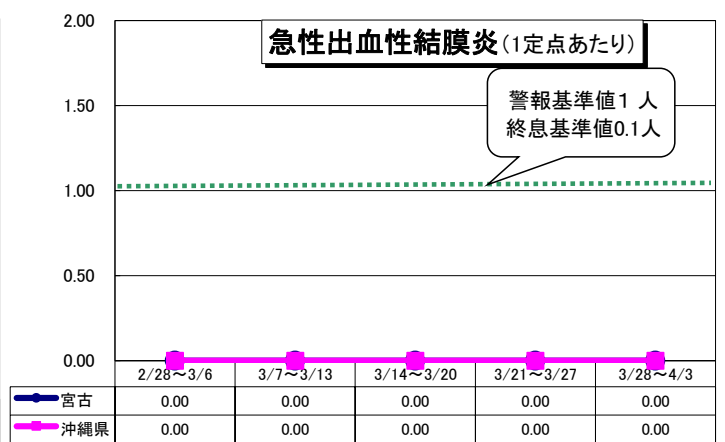 急性出血性結膜炎(1定点あたり)
警報基準値1 人
終息基準値0.1人
2.00
1.50
1.00
0.50
0.00
2/28～3/6 3/7～3/13 3/14～3/20 3/21～3/27 3/28～4/3
宮古 0.00 0.00 0.00 0.00 0.00
沖縄県 0.00 0.00 0.00 0.00 0.00